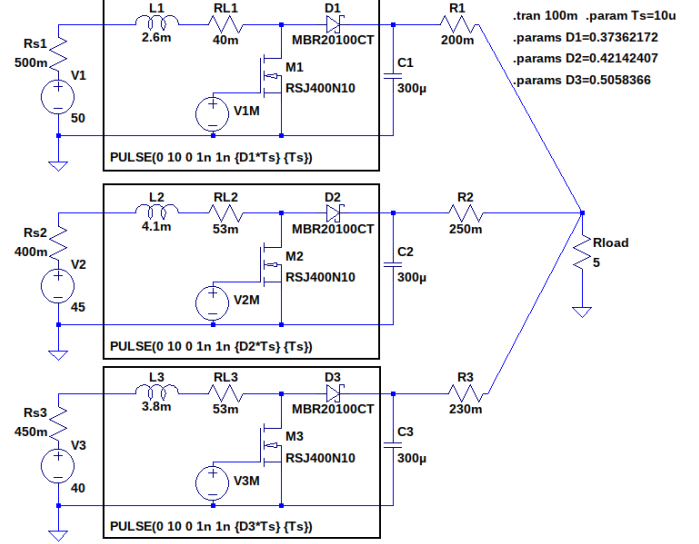 L1 RL1 D1 R1
2.6m 40m MBR20100CT 200m
.tran 100m .param Ts=10u
.params D1=0.37362172
.params D2=0.42142407
.params D3=0.5058366
Rs1
500m
V1
50
M1
RSJ400N10
V1M
C1
300µ
PULSE(0 10 0 1n 1n {D1*Ts} {Ts})
L2 RL2 D2 R2
4.1m 53m MBR20100CT 250m
Rs2
400m
V2
45
M2
RSJ400N10
V2M
C2
300µ
Rload
5
PULSE(0 10 0 1n 1n {D2*Ts} {Ts})
L3 RL3 D3 R3
3.8m 53m MBR20100CT 230m
Rs3
450m
V3
40
M3
RSJ400N10
V3M
C3
300µ
PULSE(0 10 0 1n 1n {D3*Ts} {Ts})